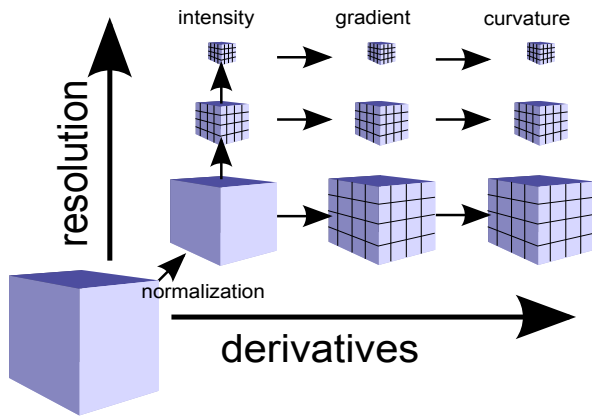 intensity
gradient
curvature
resolution
normalization
derivatives